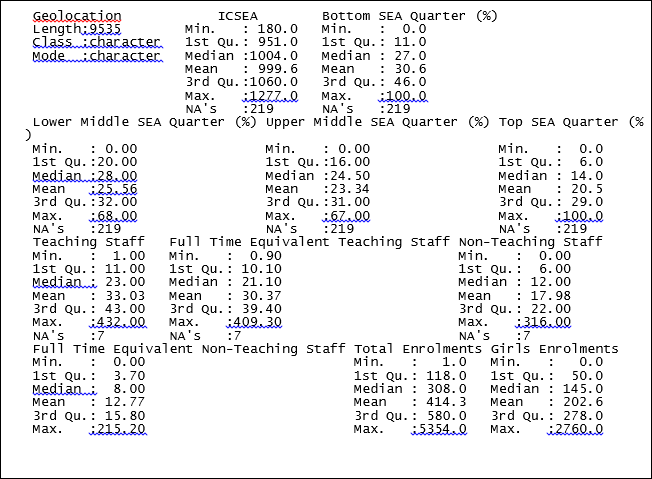 Geolocation ICSEA Bottom SEA Quarter (%)
Length:9535 Min. : 180.0 Min. : 0.0
Class :character 1st Qu.: 951.0 1st Qu.: 11.0
Mode :character Median :1004.0 Median : 27.0
Mean : 999.6 Mean : 30.6
3rd Qu.:1060.0 3rd Qu.: 46.0
Max. :1277.0 Max. :100.0
NA's :219 NA's :219
Lower Middle SEA Quarter (%) Upper Middle SEA Quarter (%) Top SEA Quarter (%
)
Min. : 0.00 Min. : 0.00 Min. : 0.0
1st Qu.:20.00 1st Qu.:16.00 1st Qu.: 6.0
Median :28.00 Median :24.50 Median : 14.0
Mean :25.56 Mean :23.34 Mean : 20.5
3rd Qu.:32.00 3rd Qu.:31.00 3rd Qu.: 29.0
Max. :68.00 Max. :67.00 Max. :100.0
NA's :219 NA's :219 NA's :219
Teaching Staff Full Time Equivalent Teaching Staff Non-Teaching Staff
Min. : 1.00 Min. : 0.90 Min. : 0.00
1st Qu.: 11.00 1st Qu.: 10.10 1st Qu.: 6.00
Median : 23.00 Median : 21.10 Median : 12.00
Mean : 33.03 Mean : 30.37 Mean : 17.98
3rd Qu.: 43.00 3rd Qu.: 39.40 3rd Qu.: 22.00
Max. :432.00 Max. :409.30 Max. :316.00
NA's :7 NA's :7 NA's :7
Full Time Equivalent Non-Teaching Staff Total Enrolments Girls Enrolments
Min. : 0.00 Min. : 1.0 Min. : 0.0
1st Qu.: 3.70 1st Qu.: 118.0 1st Qu.: 50.0
Median : 8.00 Median : 308.0 Median : 145.0
Mean : 12.77 Mean : 414.3 Mean : 202.6
3rd Qu.: 15.80 3rd Qu.: 580.0 3rd Qu.: 278.0
Max. :215.20 Max. :5354.0 Max. :2760.0